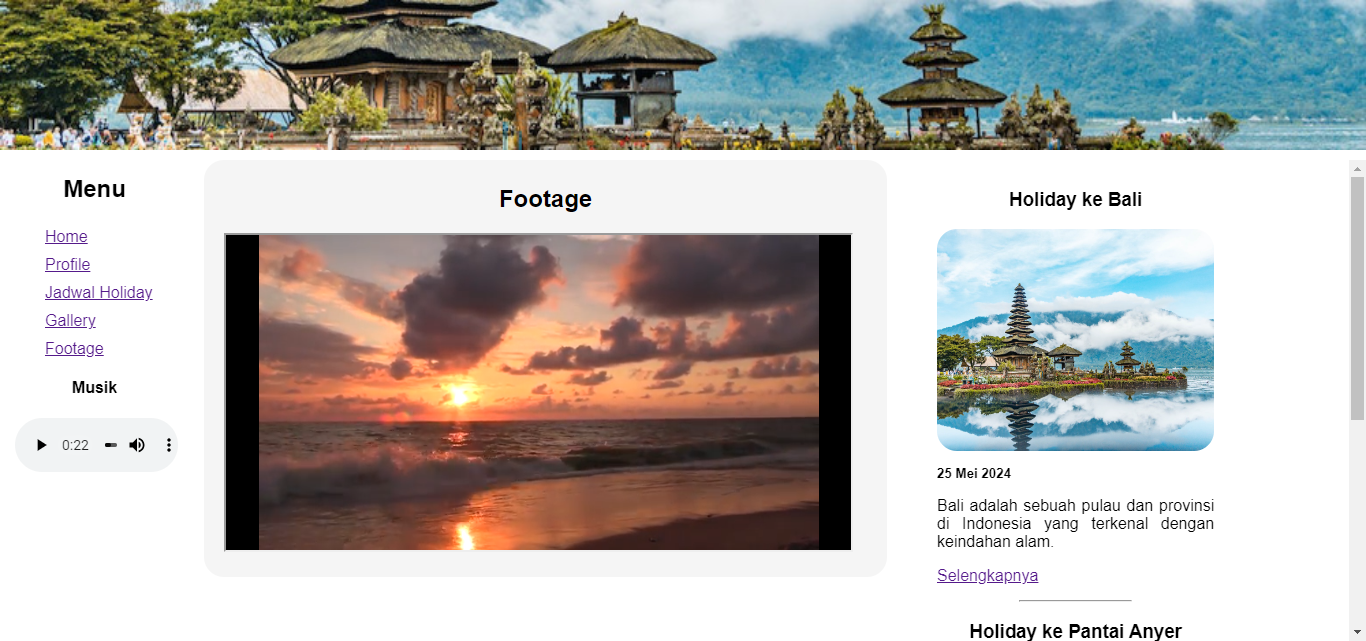 Menu
Home
Profile
Jadwal Holiday
Gallery
Footage
Musik
0:22
Footage
Holiday ke Bali
25 Mei 2024
Bali adalah sebuah pulau dan provinsi
di Indonesia yang terkenal dengan
keindahan alam.
Selengkapnya
Holiday ke Pantai Anyer